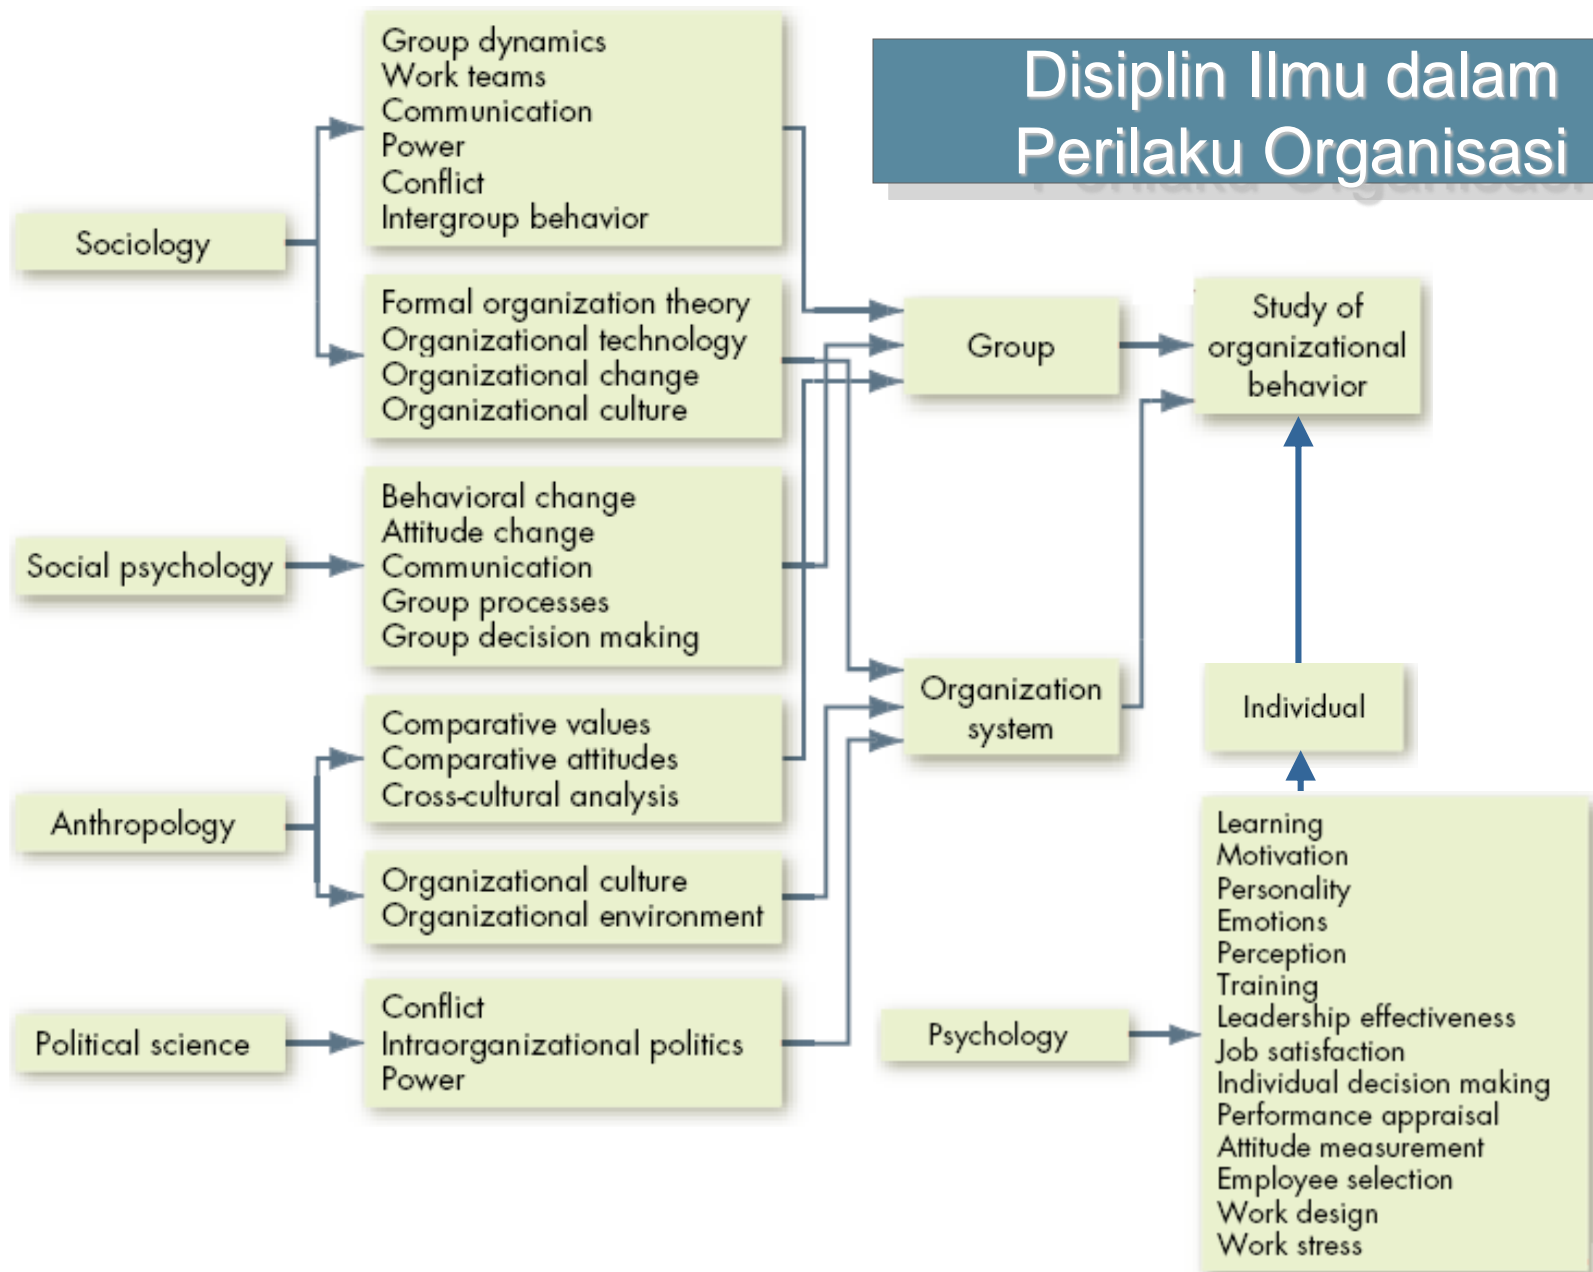 Disiplin Ilmu dalam
Perilaku Organisasi
Sociology
Group dynamics
Work teams
Communication
Power
Conflict
Intergroup behavior
Formal organization theory
Organizational technology
Organizational change
Organizational culture
Social psychology
Behavioral change
Attitude change
Communication
Group processes
Group decision making
Anthropology
Comparative values
Comparative attitudes
Cross-cultural analysis
Organizational culture
Organizational environment
Political science
Conflict
Intraorganizational politics
Power
Group
Organization
system
Study of
organizational
behavior
Individual
Psychology
Learning
Motivation
Personality
Emotions
Perception
Training
Leadership effectiveness
Job satisfaction
Individual decision making
Performance appraisal
Attitude measurement
Employee selection
Work design
Work stress